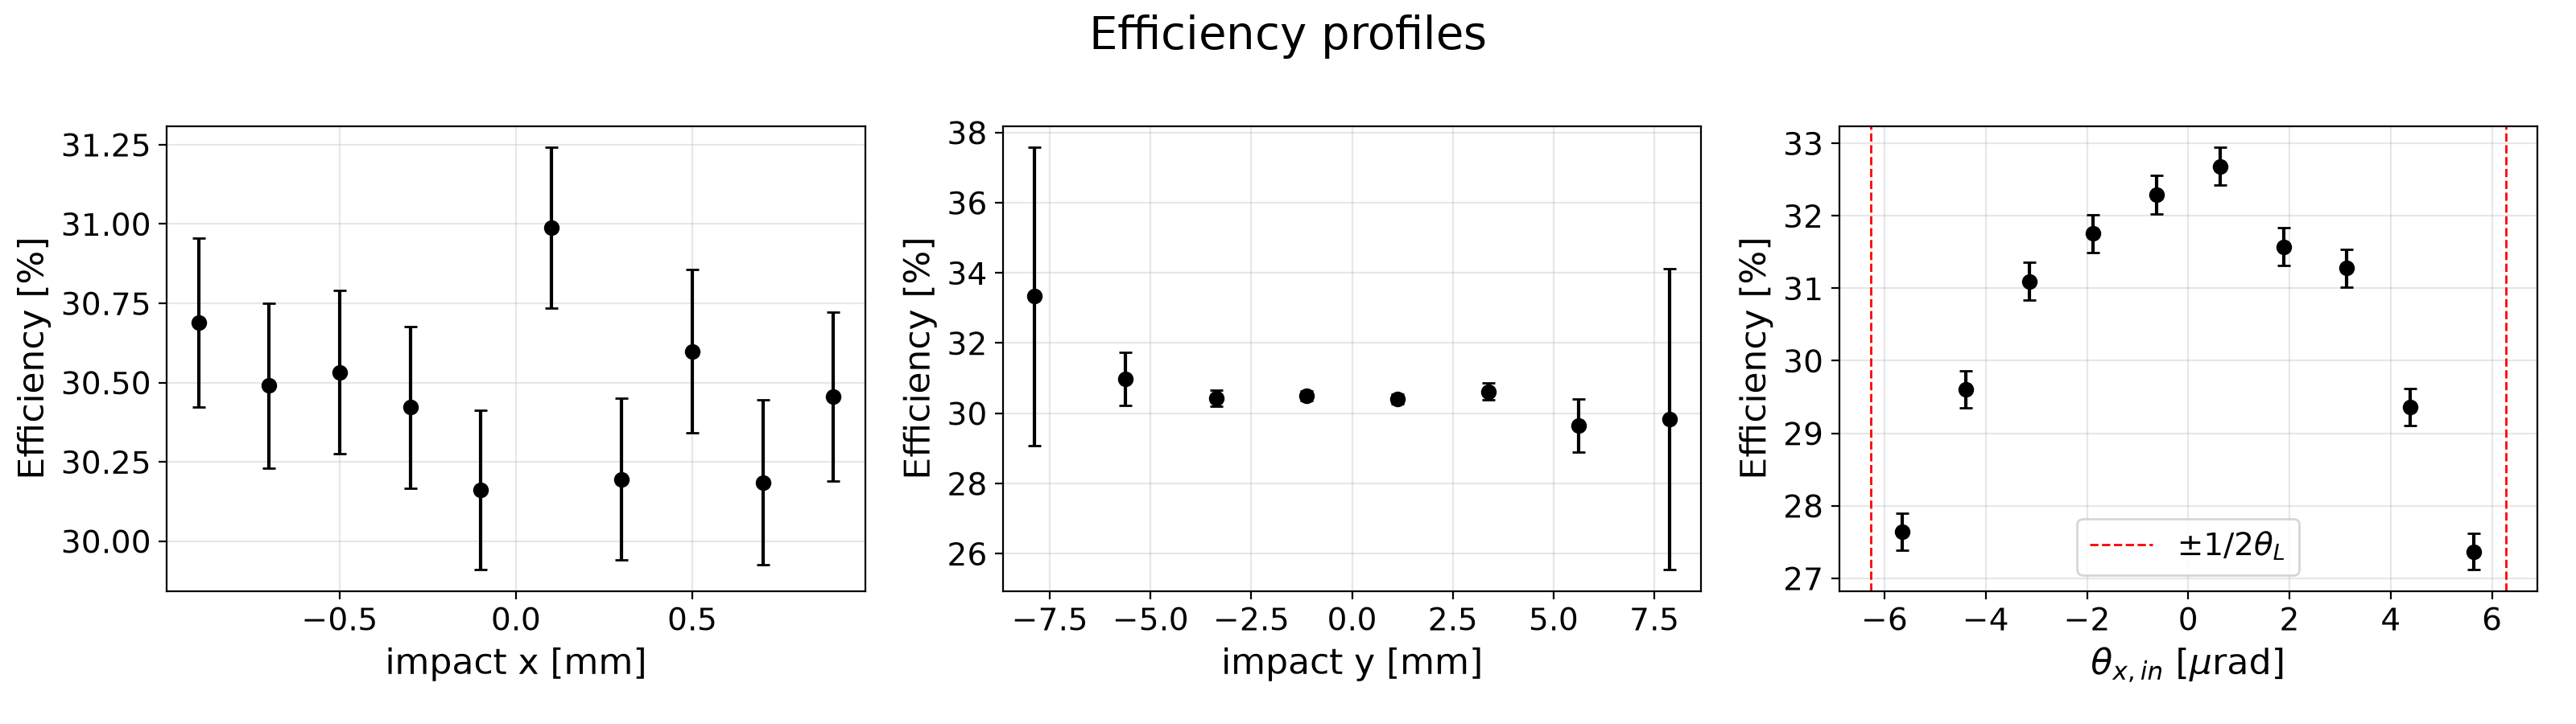 Efficiency profiles
Efficiency [%]
31.25
31.00
30.75
30.50
30.25
30.00
−0.5 0.0 0.5
impact x [mm]
Efficiency [%]
38
36
34
32
30
28
26
−7.5 −5.0 −2.5 0.0 2.5 5.0 7.5
impact y [mm]
Efficiency [%]
33
32
31
30
29
28
27
±1/2θ_L
−6 −4 −2 0 2 4 6
θ_{x, in} [μrad]